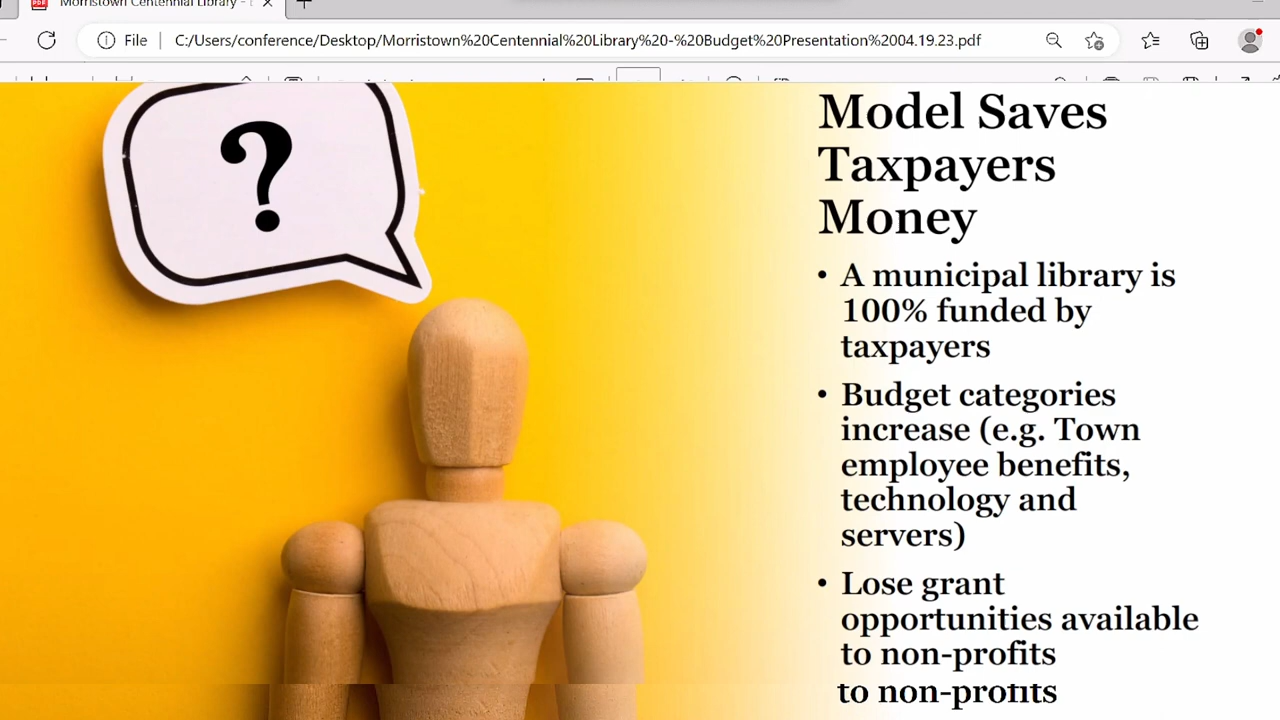 Morristown Centennial Library -
File
C:/Users/conference/Desktop/Morristown%20Centennial%20Library%20-%20Budget%20Presentation%2004.19.23.pdf
?
Model Saves
Taxpayers
Money
• A municipal library is
100% funded by
taxpayers
• Budget categories
increase (e.g. Town
employee benefits,
technology and
servers)
• Lose grant
opportunities available
to non-profits
to non-profits